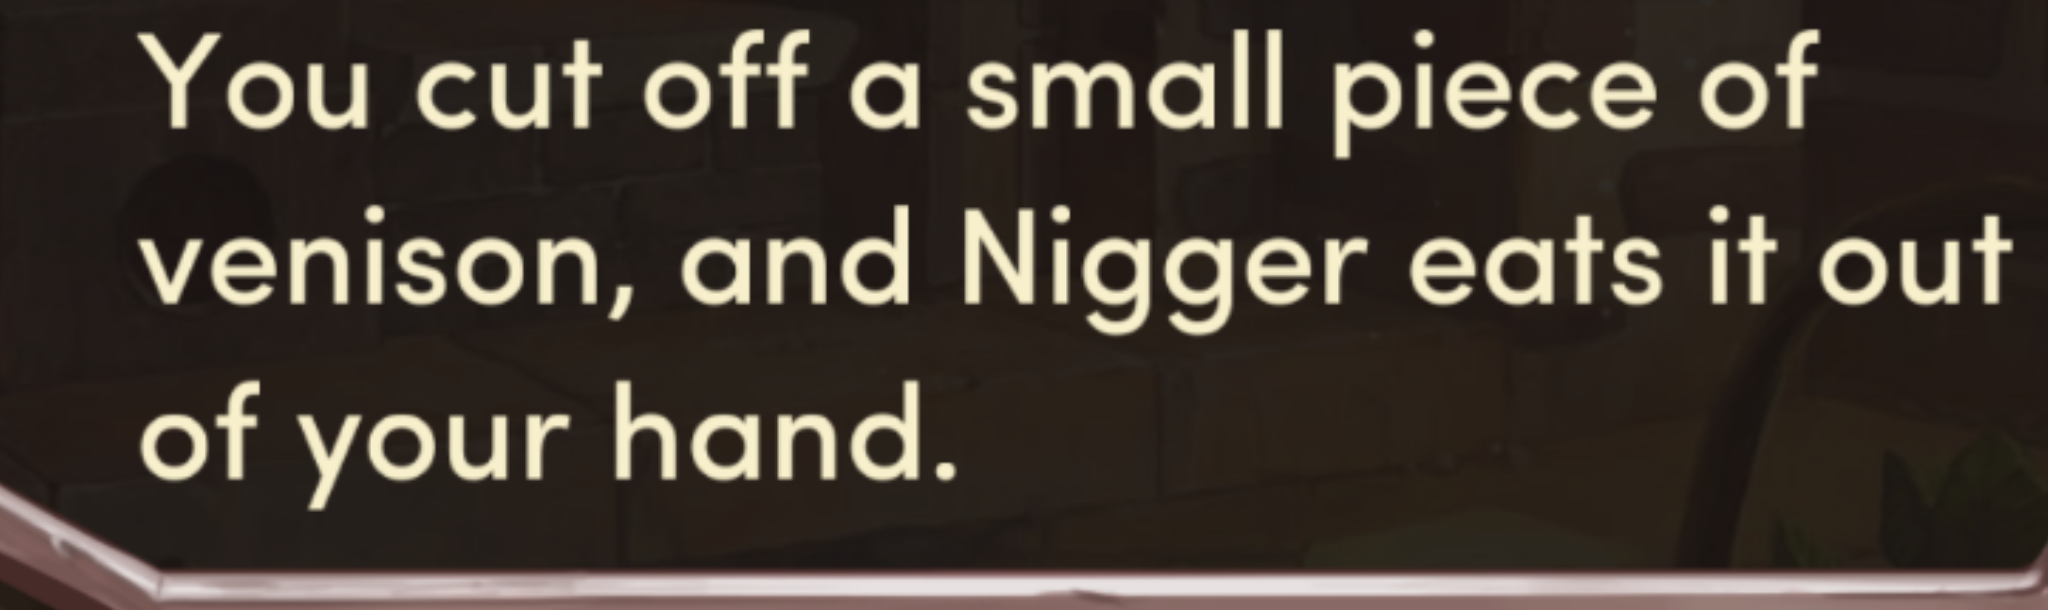 You cut off a small piece of
venison, and Nigger eats it out
of your hand.